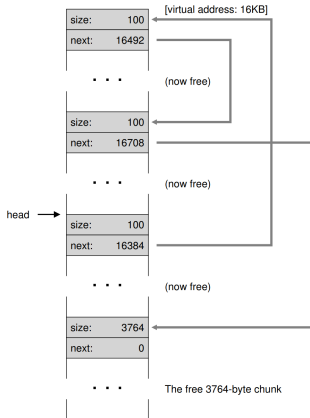 [virtual address: 16KB]
size: 100
next: 16492
. . .
(now free)
size: 100
next: 16708
. . .
(now free)
head
size: 100
next: 16384
. . .
(now free)
size: 3764
next: 0
. . .
The free 3764-byte chunk